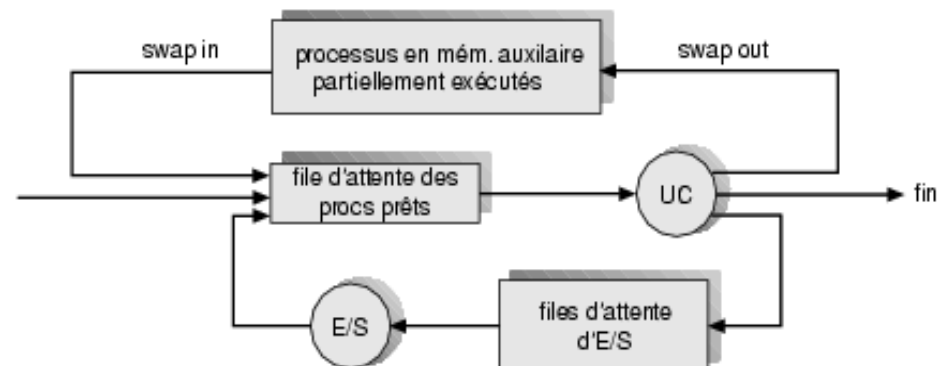 swap in
processus en mém. auxilaire
partiellement exécutés
swap out
file d'attente des
procs prêts
UC
fin
E/S
files d'attente
d'E/S